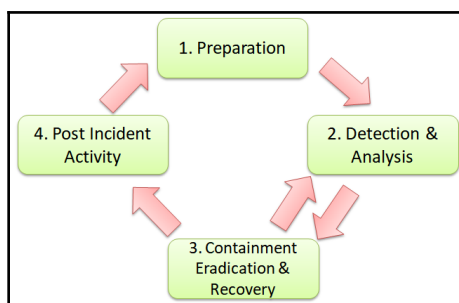 1. Preparation
2. Detection &
Analysis
3. Containment
Eradication &
Recovery
4. Post Incident
Activity